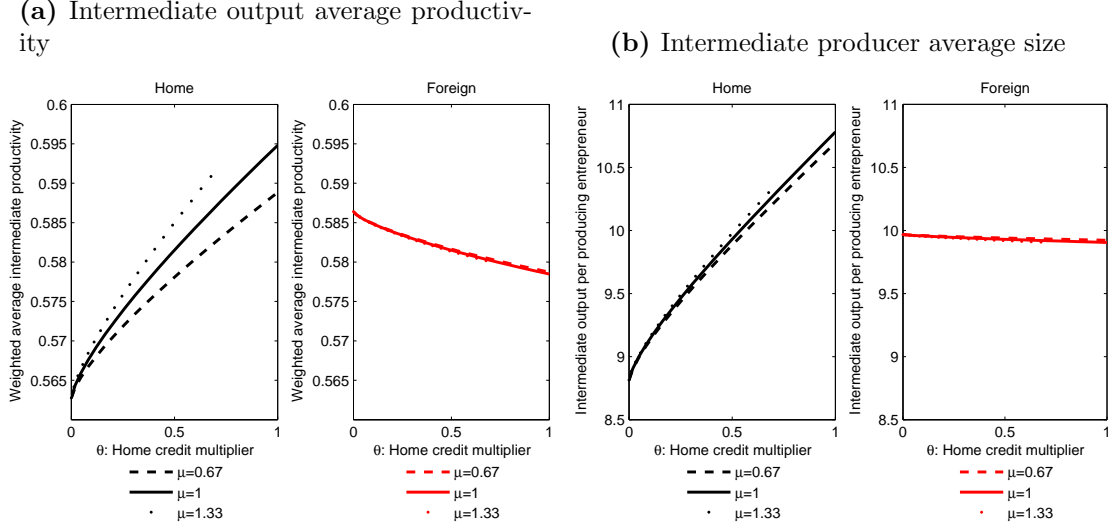 (a) Intermediate output average productiv-
ity
Home
Foreign
Weighted average intermediate productivity
0.6
0.595
0.59
0.585
0.58
0.575
0.57
0.565
0
0.5
1
Weighted average intermediate productivity
0.6
0.595
0.59
0.585
0.58
0.575
0.57
0.565
0
0.5
1
θ: Home credit multiplier
μ=0.67
μ=1
μ=1.33
μ=0.67
μ=1
μ=1.33
(b) Intermediate producer average size
Home
Foreign
Intermediate output per producing entrepreneur
11
10.5
10
9.5
9
8.5
0
0.5
1
Intermediate output per producing entrepreneur
11
10.5
10
9.5
9
8.5
0
0.5
1
θ: Home credit multiplier
μ=0.67
μ=1
μ=1.33
μ=0.67
μ=1
μ=1.33